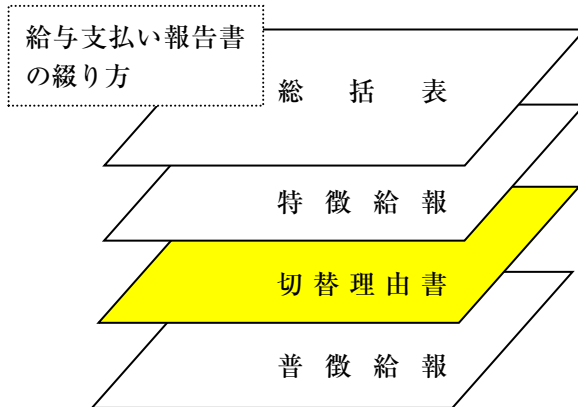 給与支払い報告書
の綴り方
総括表
特徴給報
切替理由書
普徴給報